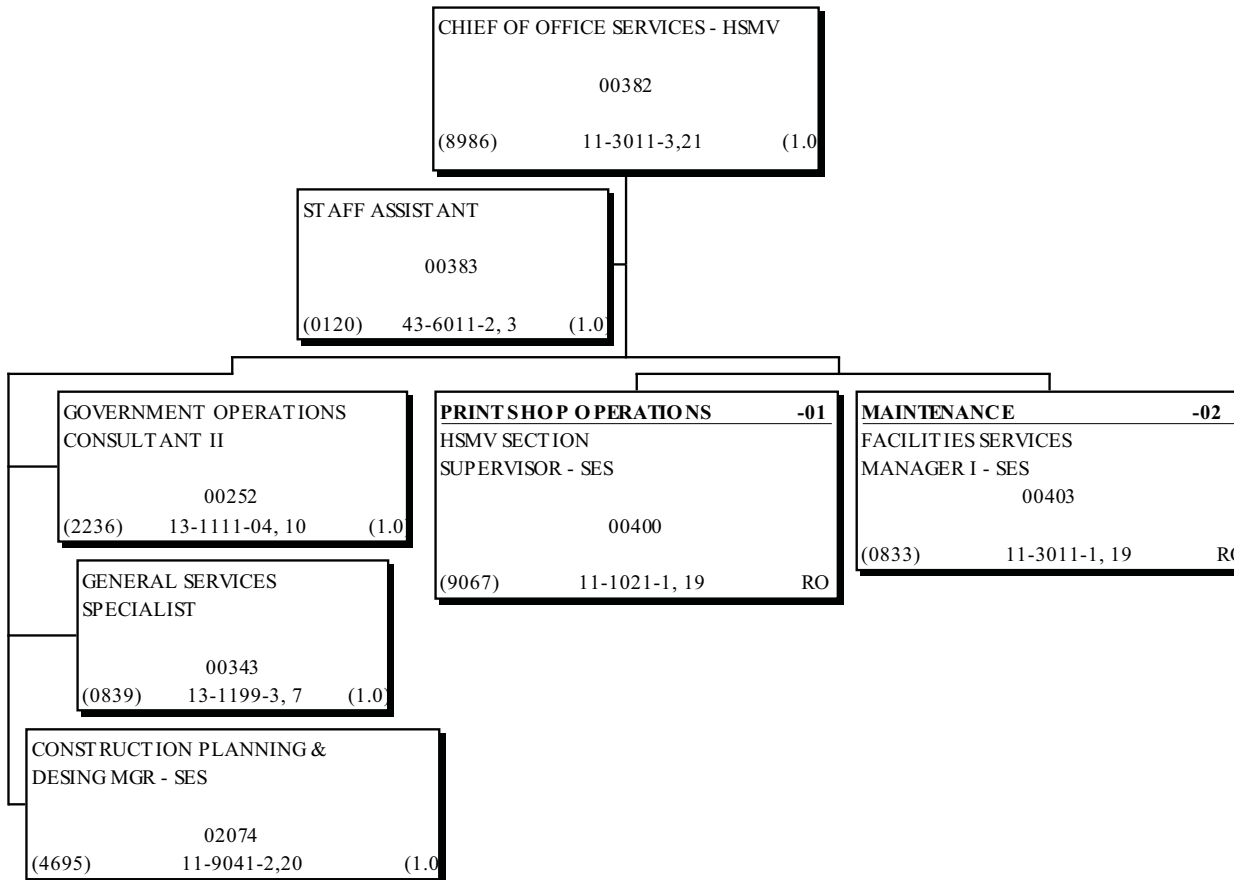 CHIEF OF OFFICE SERVICES - HSMV
00382
(8986) 11-3011-3,21 (1.0
STAFF ASSISTANT
00383
(0120) 43-6011-2, 3 (1.0)
GOVERNMENT OPERATIONS
CONSULTANT II
00252
(2236) 13-1111-04, 10 (1.0)
GENERAL SERVICES
SPECIALIST
00343
(0839) 13-1199-3, 7 (1.0)
CONSTRUCTION PLANNING &
DESING MGR - SES
02074
(4695) 11-9041-2,20 (1.0
PRINT SHOP OPERATIONS -01
HSMV SECTION
SUPERVISOR - SES
00400
(9067) 11-1021-1, 19 RO
MAINTENANCE -02
FACILITIES SERVICES
MANAGER I - SES
00403
(0833) 11-3011-1, 19 RO